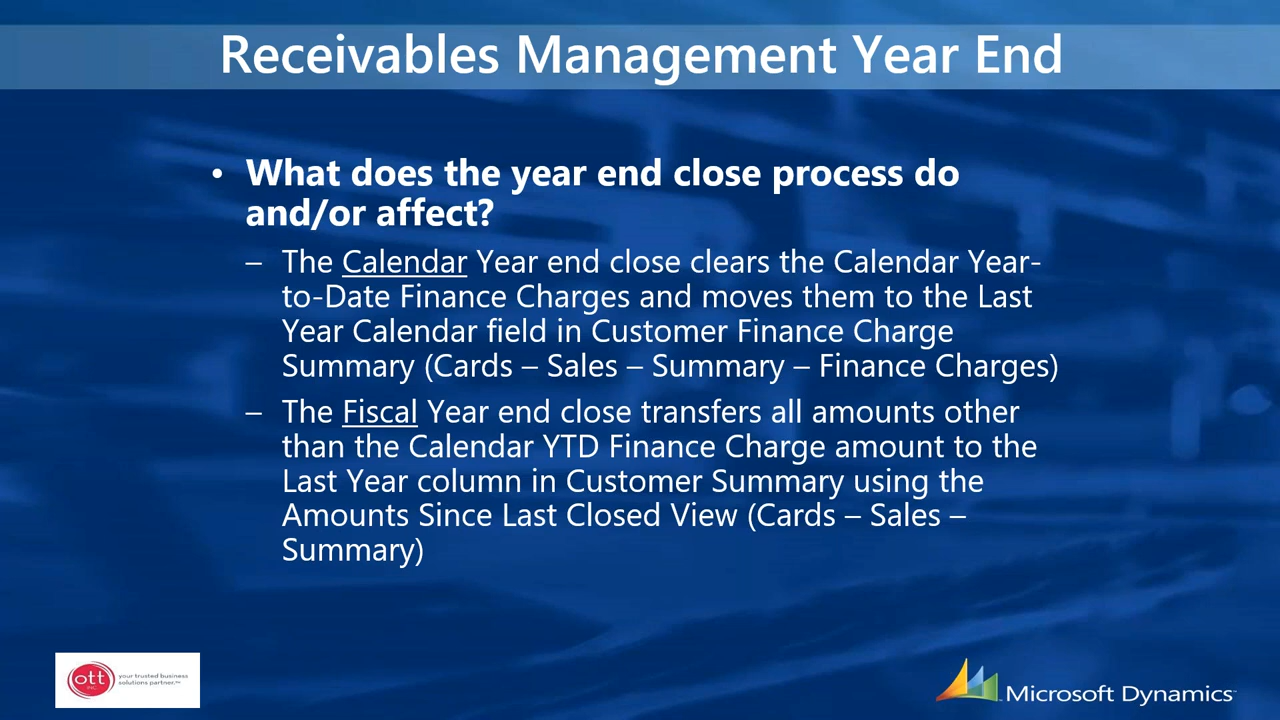 Receivables Management Year End
• What does the year end close process do
and/or affect?
– The Calendar Year end close clears the Calendar Year-
to-Date Finance Charges and moves them to the Last
Year Calendar field in Customer Finance Charge
Summary (Cards – Sales – Summary – Finance Charges)
– The Fiscal Year end close transfers all amounts other
than the Calendar YTD Finance Charge amount to the
Last Year column in Customer Summary using the
Amounts Since Last Closed View (Cards – Sales –
Summary)
ott
INC.
your trusted business
solutions partner.™
Microsoft Dynamics™